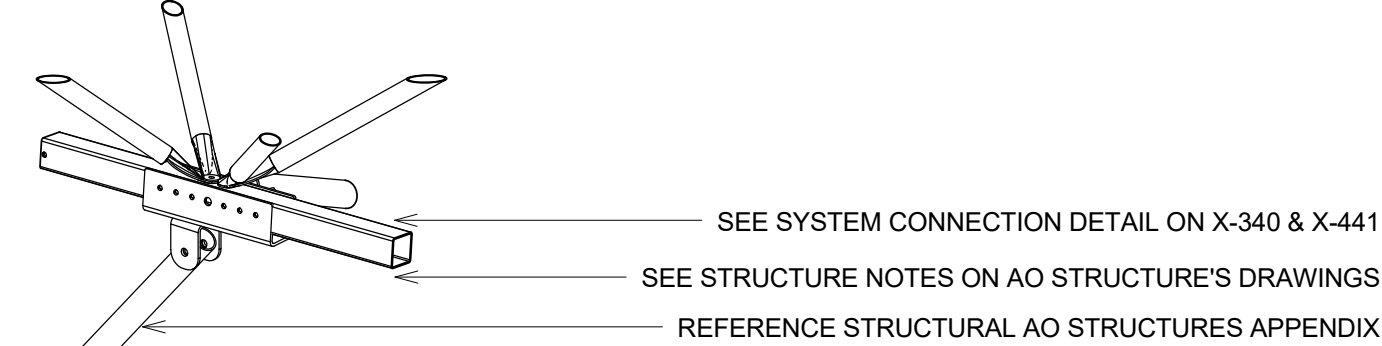 SEE SYSTEM CONNECTION DETAIL ON X-340 & X-441
SEE STRUCTURE NOTES ON AO STRUCTURE'S DRAWINGS
REFERENCE STRUCTURAL AO STRUCTURES APPENDIX